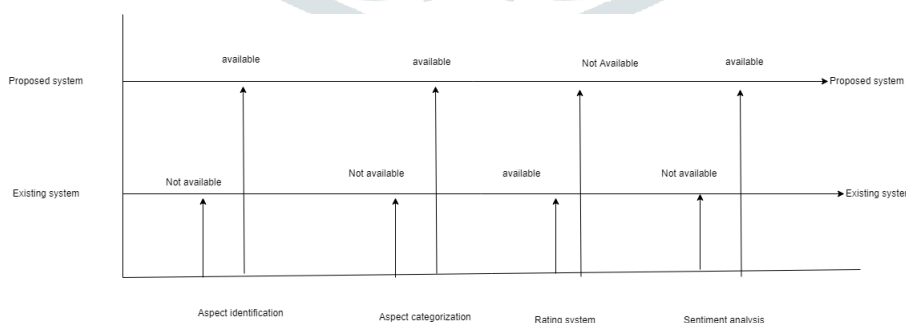 available
available
Not Available
available
Proposed system
Proposed system
Not available
Not available
available
Not available
Existing system
Existing system
Aspect identification
Aspect categorization
Rating system
Sentiment analysis